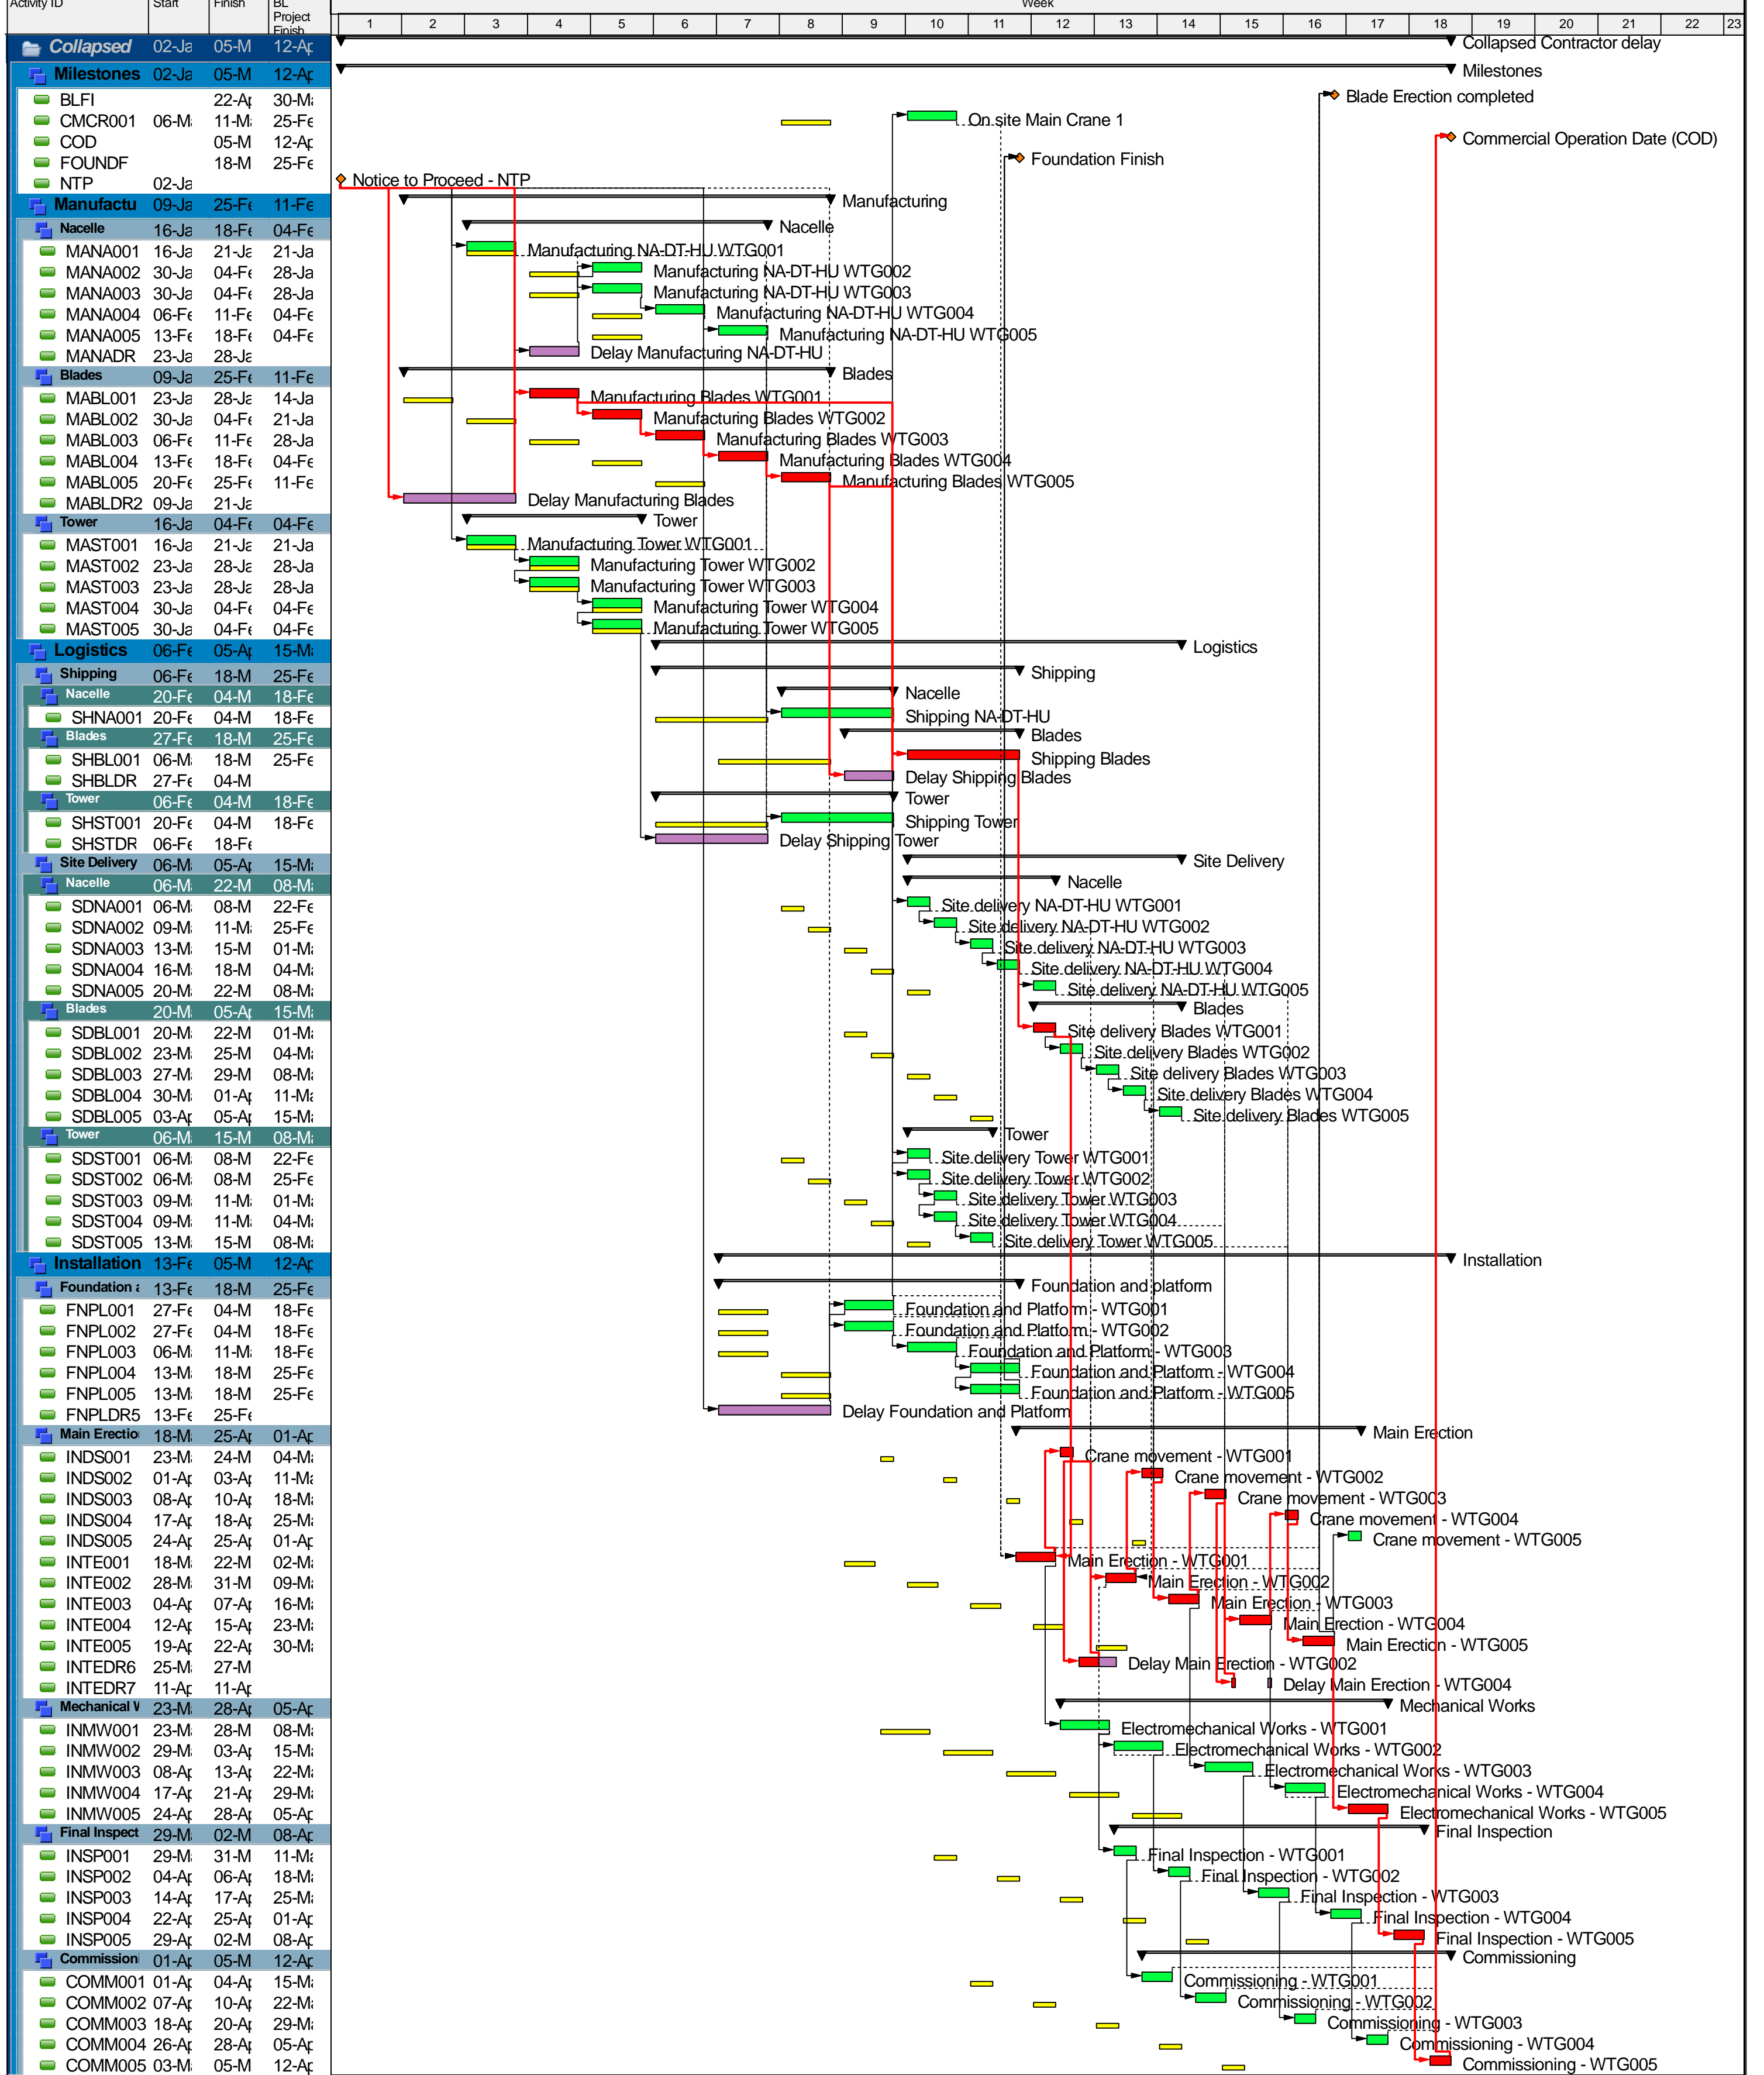 Activity ID Start Finish BL Project Finish Week
1 2 3 4 5 6 7 8 9 10 11 12 13 14 15 16 17 18 19 20 21 22 23
Collapsed 02-Ja 05-M 12-Ap Collapsed Contractor delay
Milestones 02-Ja 05-M 12-Ap Milestones
BLFI 22-Ap 30-Ma Blade Erection completed
CMCR001 06-Ma 11-Ma 25-Fe On site Main Crane 1
COD 05-M 12-Ap Commercial Operation Date (COD)
FOUNDF 18-M 25-Fe Foundation Finish
NTP 02-Ja Notice to Proceed - NTP
Manufactu 09-Ja 25-Fe 11-Fe Manufacturing
Nacelle 16-Ja 18-Fe 04-Fe Nacelle
MANA001 16-Ja 21-Ja 21-Ja Manufacturing NA-DT-HU WTG001
MANA002 30-Ja 04-Fe 28-Ja Manufacturing NA-DT-HU WTG002
MANA003 30-Ja 04-Fe 28-Ja Manufacturing NA-DT-HU WTG003
MANA004 06-Fe 11-Fe 04-Fe Manufacturing NA-DT-HU WTG004
MANA005 13-Fe 18-Fe 04-Fe Manufacturing NA-DT-HU WTG005
MANADR 23-Ja 28-Ja Delay Manufacturing NA-DT-HU
Blades 09-Ja 25-Fe 11-Fe Blades
MABL001 23-Ja 28-Ja 14-Ja Manufacturing Blades WTG001
MABL002 30-Ja 04-Fe 21-Ja Manufacturing Blades WTG002
MABL003 06-Fe 11-Fe 28-Ja Manufacturing Blades WTG003
MABL004 13-Fe 18-Fe 04-Fe Manufacturing Blades WTG004
MABL005 20-Fe 25-Fe 11-Fe Manufacturing Blades WTG005
MABLDR2 09-Ja 21-Ja Delay Manufacturing Blades
Tower 16-Ja 04-Fe 04-Fe Tower
MAST001 16-Ja 21-Ja 21-Ja Manufacturing Tower WTG001
MAST002 23-Ja 28-Ja 28-Ja Manufacturing Tower WTG002
MAST003 23-Ja 28-Ja 28-Ja Manufacturing Tower WTG003
MAST004 30-Ja 04-Fe 04-Fe Manufacturing Tower WTG004
MAST005 30-Ja 04-Fe 04-Fe Manufacturing Tower WTG005
Logistics 06-Fe 05-Ap 15-Ma Logistics
Shipping 06-Fe 18-M 25-Fe Shipping
Nacelle 20-Fe 04-M 18-Fe Nacelle
SHNA001 20-Fe 04-M 18-Fe Shipping NA-DT-HU
Blades 27-Fe 18-M 25-Fe Blades
SHBL001 06-Ma 18-M 25-Fe Shipping Blades
SHBLDR 27-Fe 04-M Delay Shipping Blades
Tower 06-Fe 04-M 18-Fe Tower
SHST001 20-Fe 04-M 18-Fe Shipping Tower
SHSTDR 06-Fe 18-Fe Delay Shipping Tower
Site Delivery 06-Ma 05-Ap 15-Ma Site Delivery
Nacelle 06-Ma 22-M 08-Ma Nacelle
SDNA001 06-Ma 08-M 22-Fe Site delivery NA-DT-HU WTG001
SDNA002 09-Ma 11-Ma 25-Fe Site delivery NA-DT-HU WTG002
SDNA003 13-Ma 15-M 01-Ma Site delivery NA-DT-HU WTG003
SDNA004 16-Ma 18-M 04-Ma Site delivery NA-DT-HU WTG004
SDNA005 20-Ma 22-M 08-Ma Site delivery NA-DT-HU WTG005
Blades 20-Ma 05-Ap 15-Ma Blades
SDBL001 20-Ma 22-M 01-Ma Site delivery Blades WTG001
SDBL002 23-Ma 25-M 04-Ma Site delivery Blades WTG002
SDBL003 27-Ma 29-M 08-Ma Site delivery Blades WTG003
SDBL004 30-Ma 01-Ap 11-Ma Site delivery Blades WTG004
SDBL005 03-Ap 05-Ap 15-Ma Site delivery Blades WTG005
Tower 06-Ma 15-M 08-Ma Tower
SDST001 06-Ma 08-M 22-Fe Site delivery Tower WTG001
SDST002 06-Ma 08-M 25-Fe Site delivery Tower WTG002
SDST003 09-Ma 11-Ma 01-Ma Site delivery Tower WTG003
SDST004 09-Ma 11-Ma 04-Ma Site delivery Tower WTG004
SDST005 13-Ma 15-M 08-Ma Site delivery Tower WTG005
Installation 13-Fe 05-M 12-Ap Installation
Foundation a 13-Fe 18-M 25-Fe Foundation and platform
FNPL001 27-Fe 04-M 18-Fe Foundation and Platform - WTG001
FNPL002 27-Fe 04-M 18-Fe Foundation and Platform - WTG002
FNPL003 06-Ma 11-Ma 18-Fe Foundation and Platform - WTG003
FNPL004 13-Ma 18-M 25-Fe Foundation and Platform - WTG004
FNPL005 13-Ma 18-M 25-Fe Foundation and Platform - WTG005
FNPLDR5 13-Fe 25-Fe Delay Foundation and Platform
Main Erectio 18-Ma 25-Ap 01-Ap Main Erection
INDS001 23-Ma 24-M 04-Ma Crane movement - WTG001
INDS002 01-Ap 03-Ap 11-Ma Crane movement - WTG002
INDS003 08-Ap 10-Ap 18-Ma Crane movement - WTG003
INDS004 17-Ap 18-Ap 25-Ma Crane movement - WTG004
INDS005 24-Ap 25-Ap 01-Ap Crane movement - WTG005
INTE001 18-Ma 22-M 02-Ma Main Erection - WTG001
INTE002 28-Ma 31-M 09-Ma Main Erection - WTG002
INTE003 04-Ap 07-Ap 16-Ma Main Erection - WTG003
INTE004 12-Ap 15-Ap 23-Ma Main Erection - WTG004
INTE005 19-Ap 22-Ap 30-Ma Main Erection - WTG005
INTEDR6 25-Ma 27-M Delay Main Erection - WTG002
INTEDR7 11-Ap 11-Ap Delay Main Erection - WTG004
Mechanical W 23-Ma 28-Ap 05-Ap Mechanical Works
INMW001 23-Ma 28-M 08-Ma Electromechanical Works - WTG001
INMW002 29-Ma 03-Ap 15-Ma Electromechanical Works - WTG002
INMW003 08-Ap 13-Ap 22-Ma Electromechanical Works - WTG003
INMW004 17-Ap 21-Ap 29-Ma Electromechanical Works - WTG004
INMW005 24-Ap 28-Ap 05-Ap Electromechanical Works - WTG005
Final Inspect 29-Ma 02-M 08-Ap Final Inspection
INSP001 29-Ma 31-M 11-Ma Final Inspection - WTG001
INSP002 04-Ap 06-Ap 18-Ma Final Inspection - WTG002
INSP003 14-Ap 17-Ap 25-Ma Final Inspection - WTG003
INSP004 22-Ap 25-Ap 01-Ap Final Inspection - WTG004
INSP005 29-Ap 02-M 08-Ap Final Inspection - WTG005
Commission 01-Ap 05-M 12-Ap Commissioning
COMM001 01-Ap 04-Ap 15-Ma Commissioning - WTG001
COMM002 07-Ap 10-Ap 22-Ma Commissioning - WTG002
COMM003 18-Ap 20-Ap 29-Ma Commissioning - WTG003
COMM004 26-Ap 28-Ap 05-Ap Commissioning - WTG004
COMM005 03-Ma 05-M 12-Ap Commissioning - WTG005